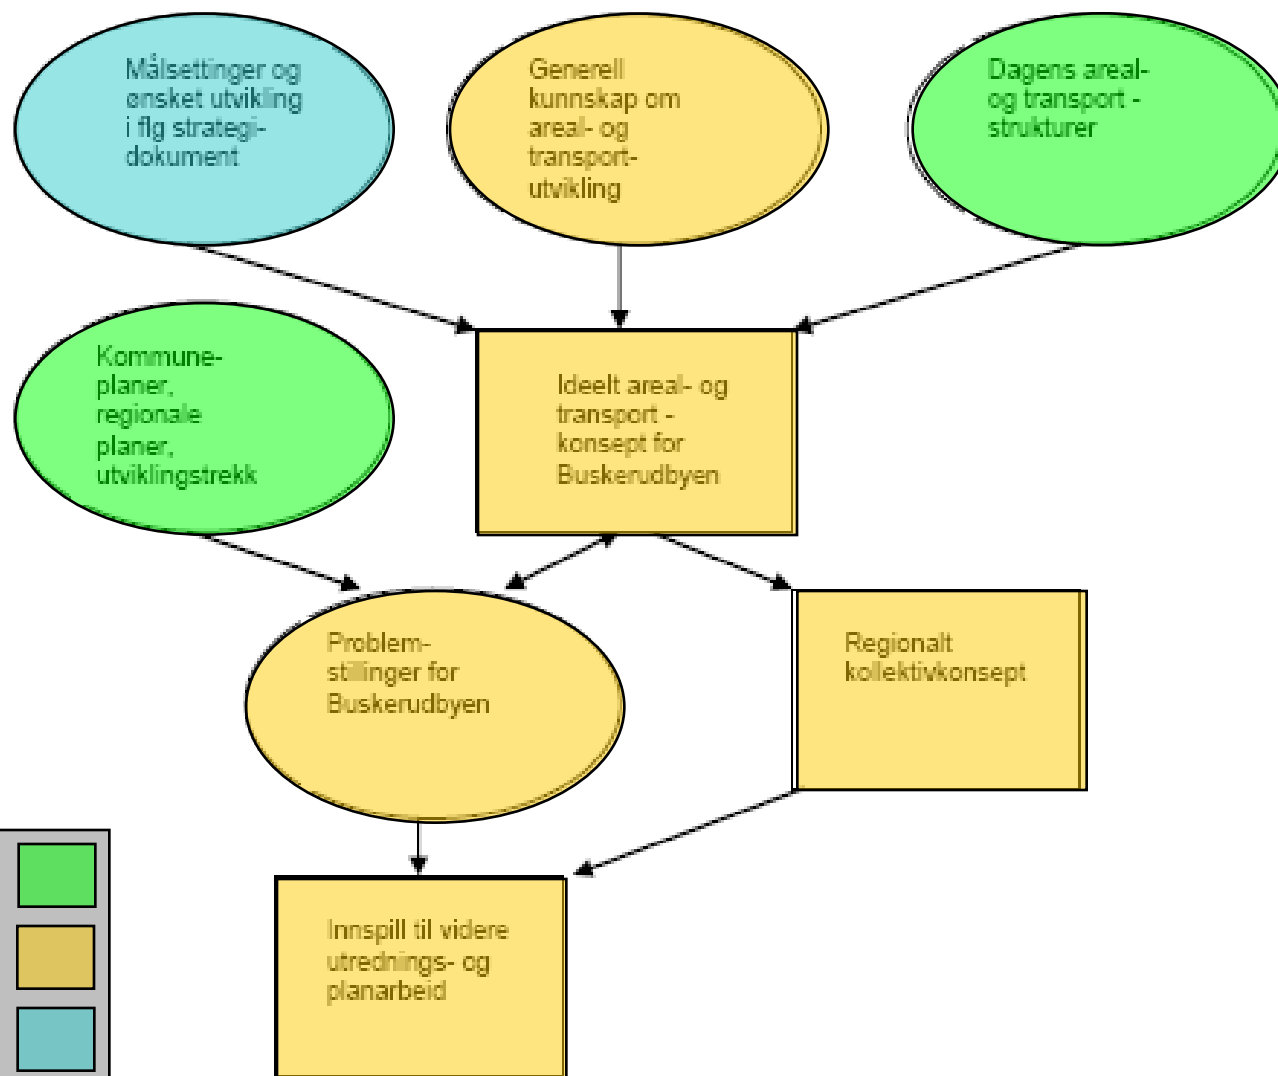 Målsettinger og
ønsket utvikling
i flg strategi-
dokument
Generell
kunnskap om
areal- og
transport-
utvikling
Dagens areal-
og transport -
strukturer
Kommune-
planer,
regionale
planer,
utviklingstrekk
Ideelt areal- og
transport -
konsept for
Buskerudbyen
Problem-
stillinger for
Buskerudbyen
Regionalt
kollektivkonsept
Innspill til videre
utrednings- og
planarbeid